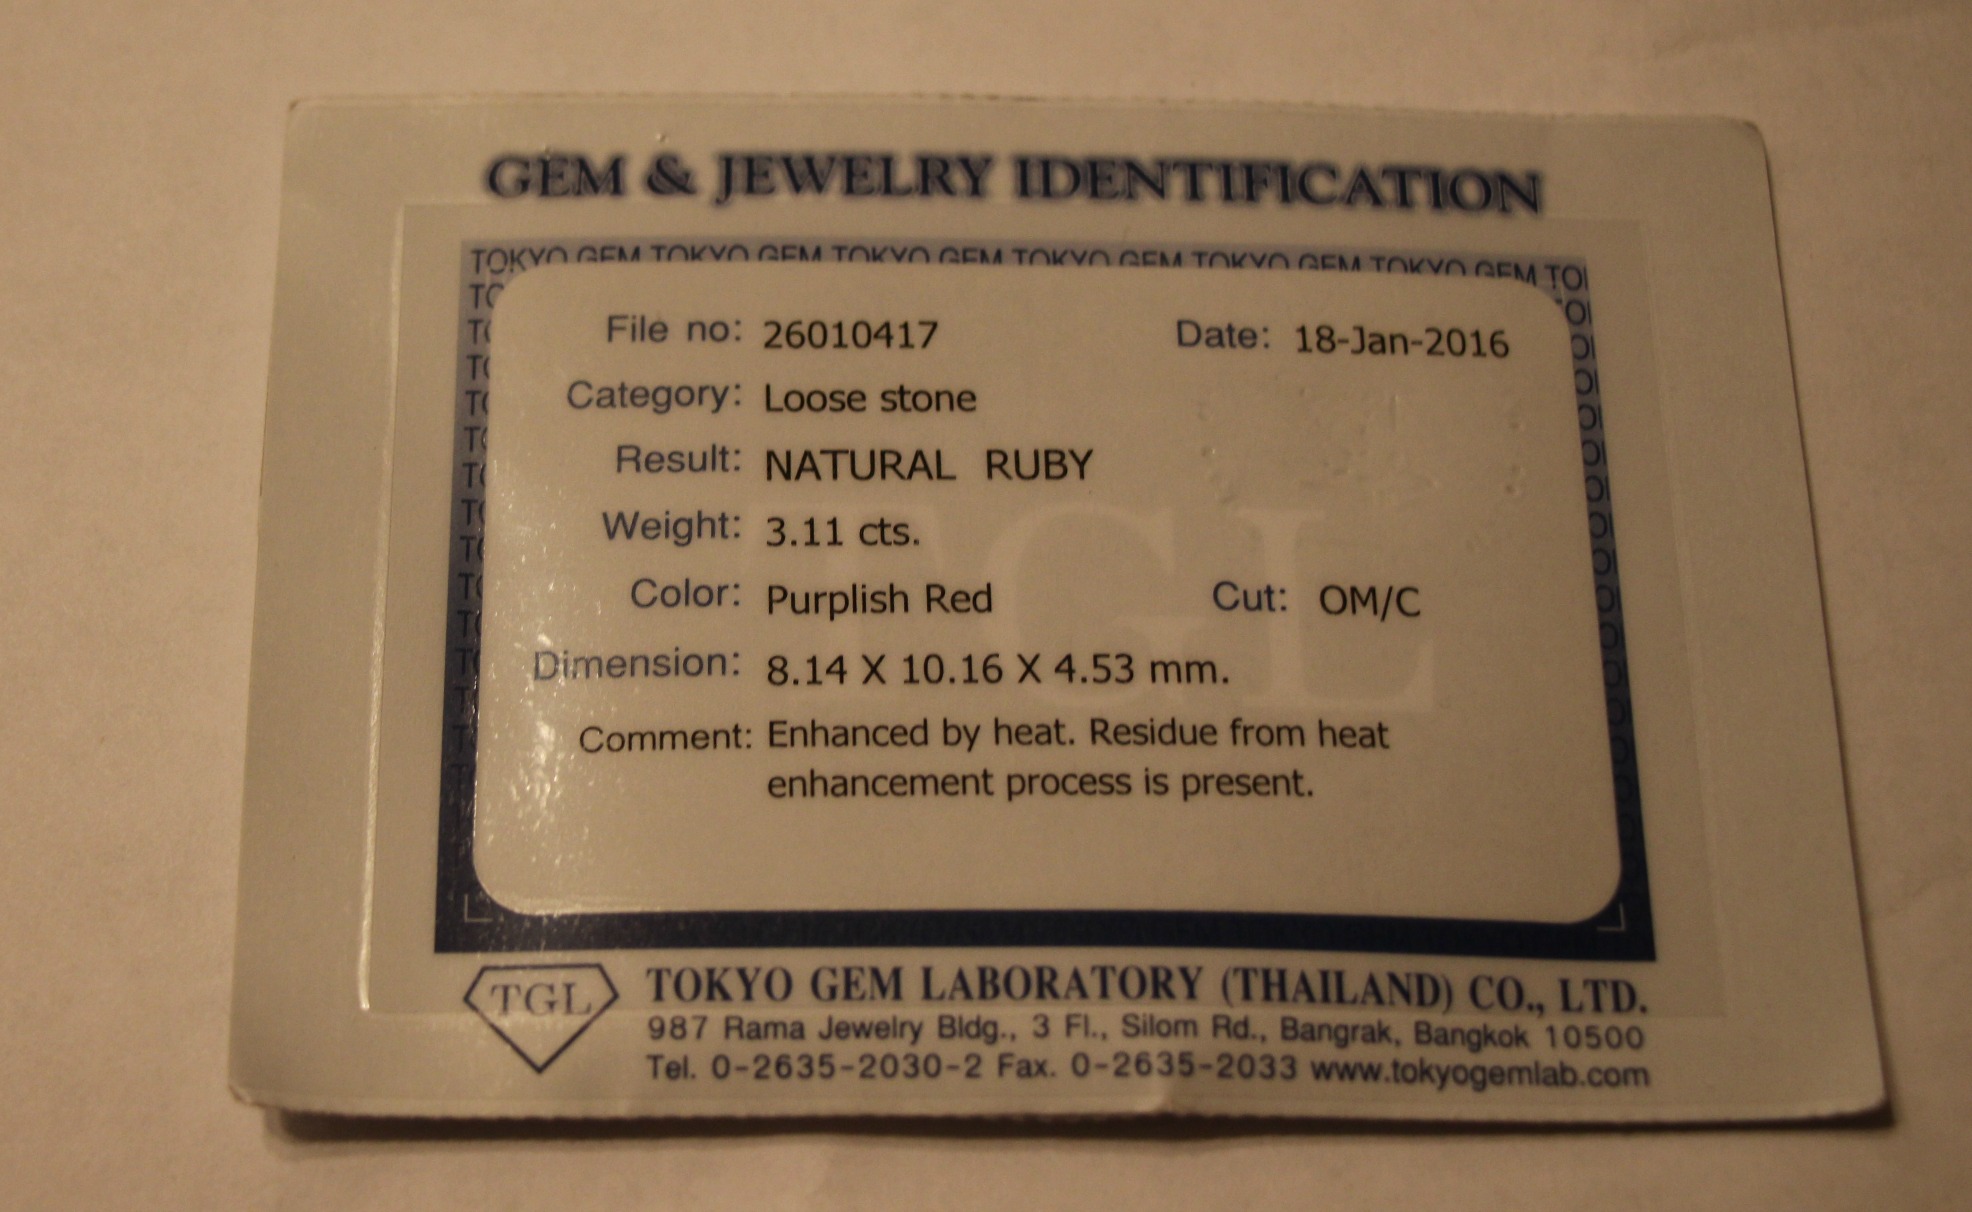 GEM & JEWELRY IDENTIFICATION
TOKYO GEM TOKYO GEM TOKYO GEM TOKYO GEM TOKYO GEM TOKYO GEM TO
File no: 26010417 Date: 18-Jan-2016
Category: Loose stone
Result: NATURAL RUBY
Weight: 3.11 cts.
Color: Purplish Red Cut: OM/C
Dimension: 8.14 X 10.16 X 4.53 mm.
Comment: Enhanced by heat. Residue from heat
enhancement process is present.
TGL
TGL
TOKYO GEM LABORATORY (THAILAND) CO., LTD.
987 Rama Jewelry Bldg., 3 Fl., Silom Rd., Bangrak, Bangkok 10500
Tel. 0-2635-2030-2 Fax. 0-2635-2033 www.tokyogemlab.com